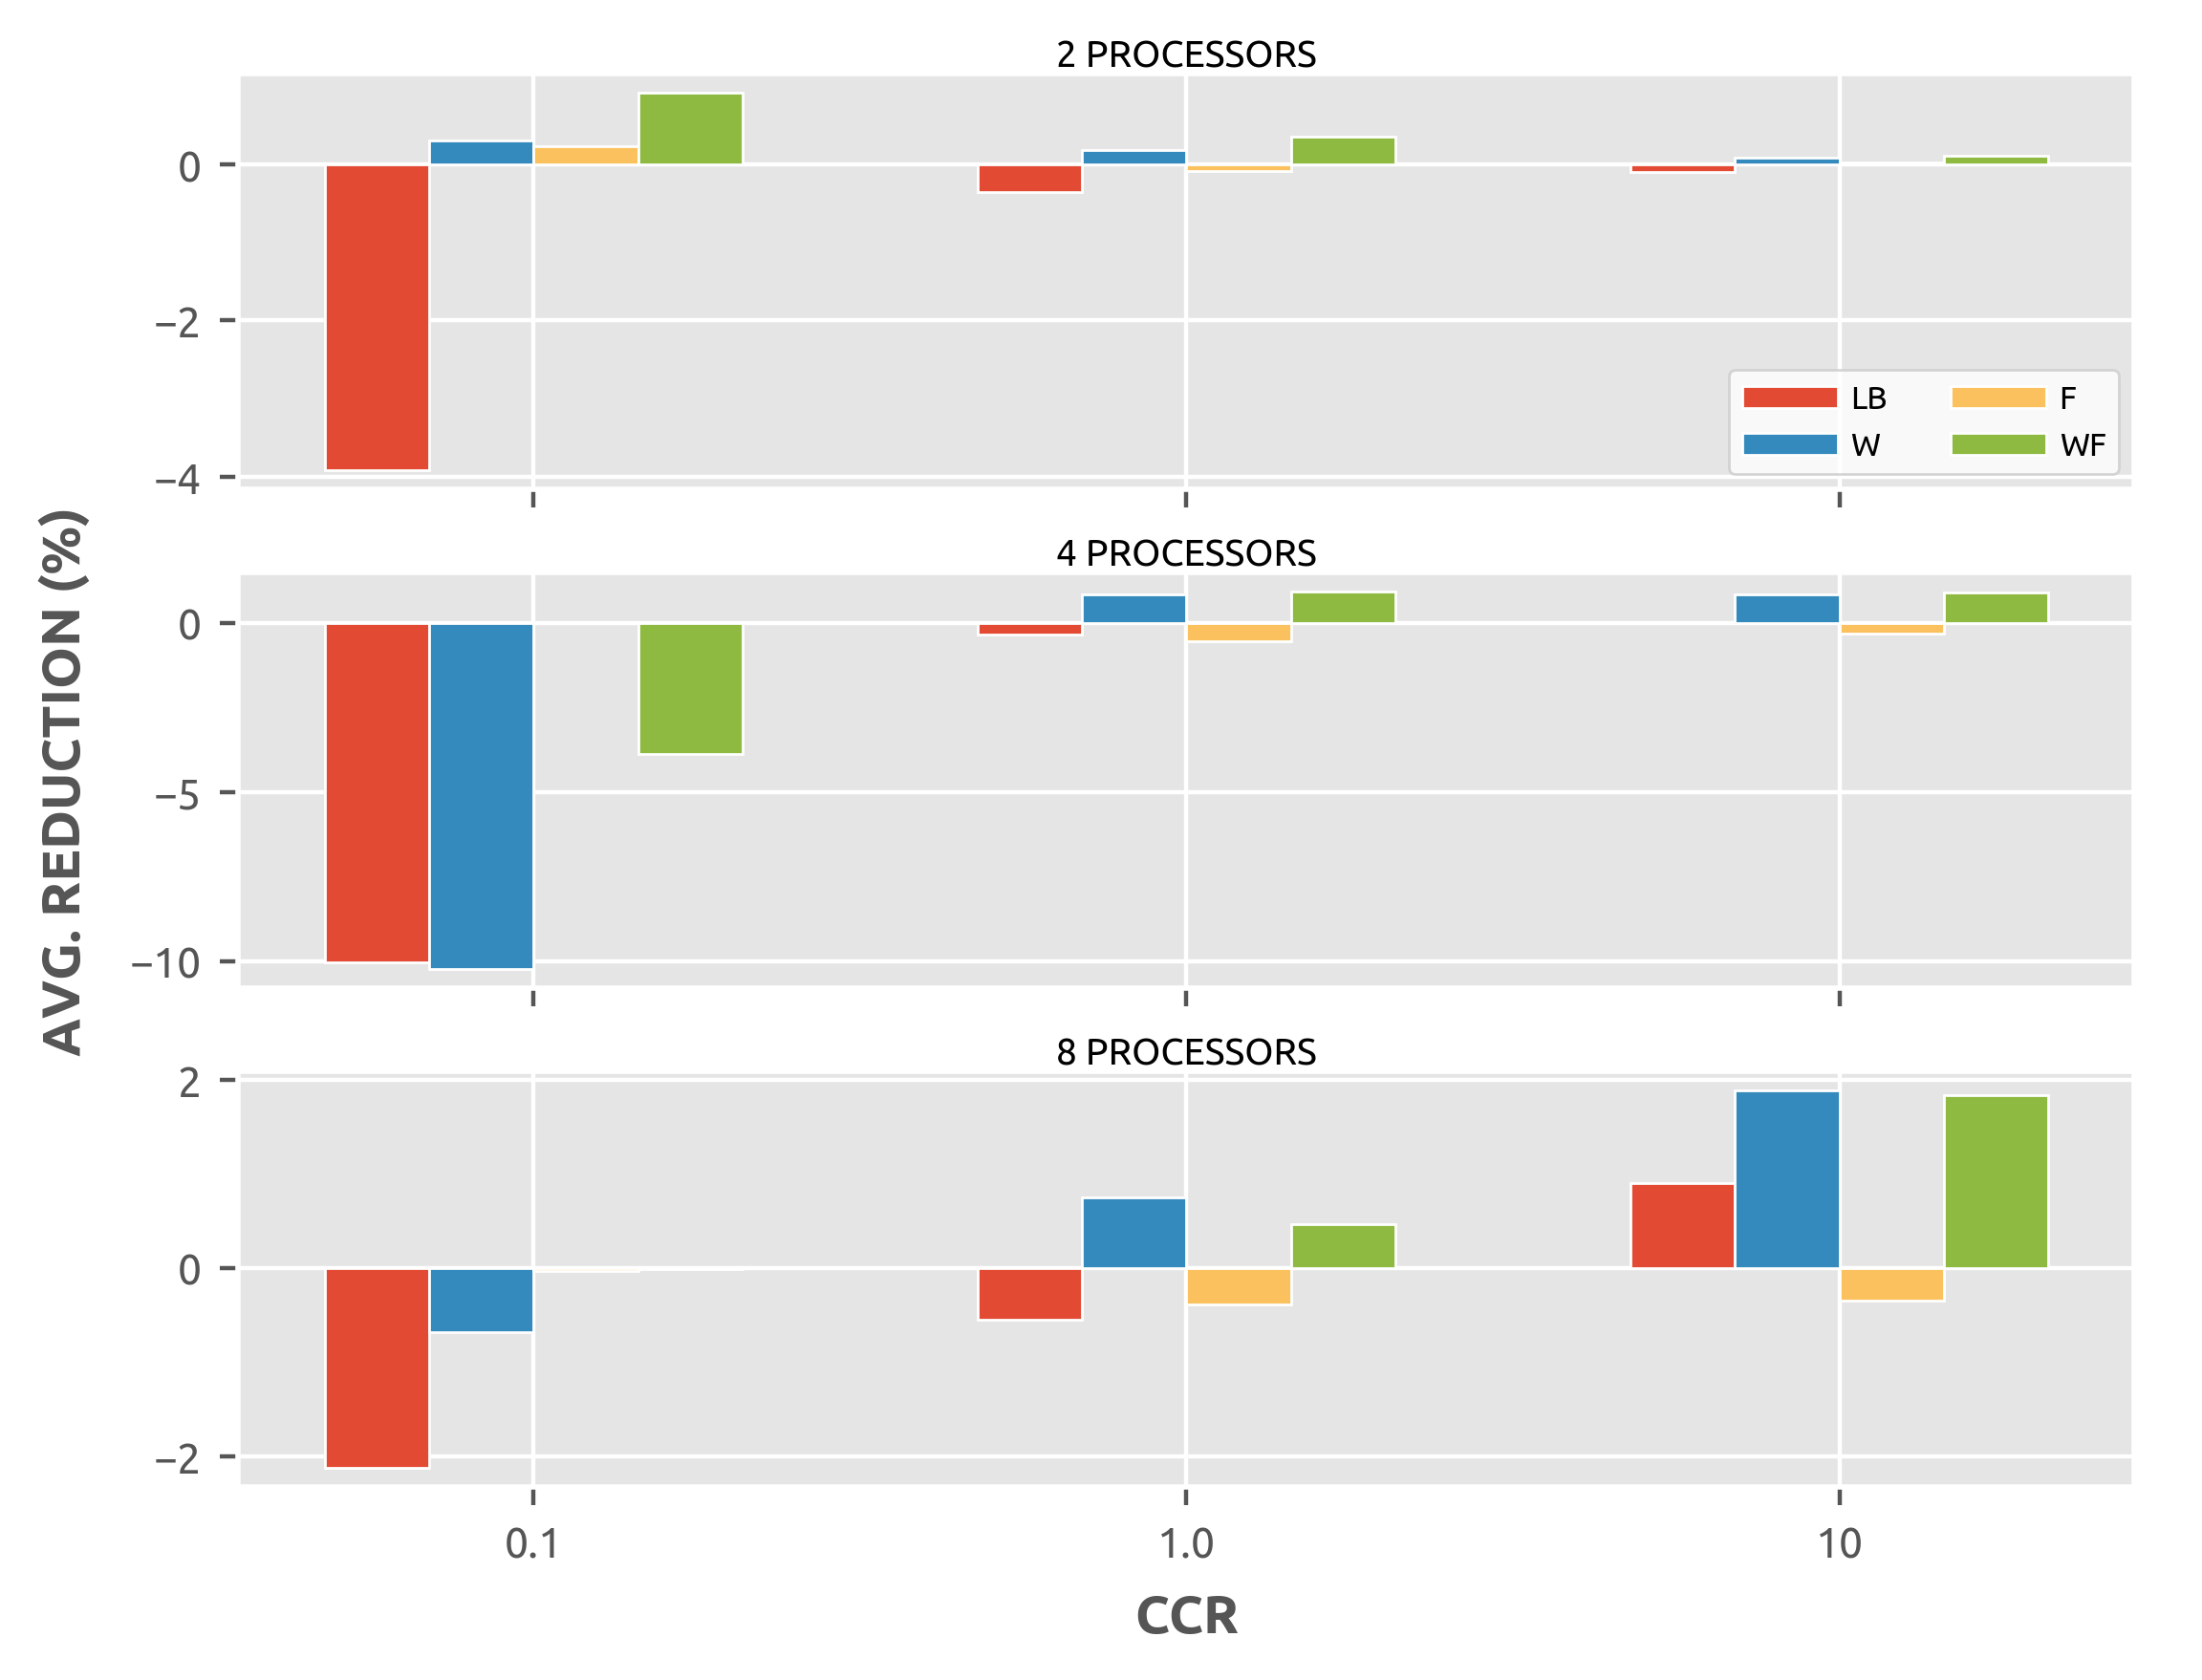 2 PROCESSORS
0
−2
−4
LB
F
W
WF
4 PROCESSORS
0
−5
−10
AVG. REDUCTION (%)
8 PROCESSORS
2
0
−2
0.1
1.0
10
CCR